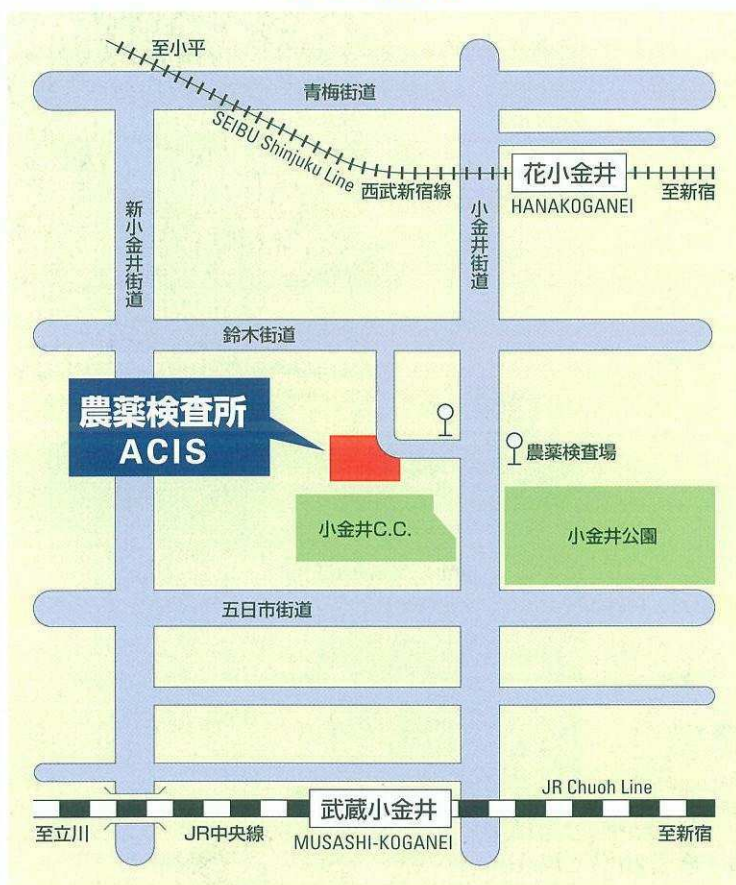 至小平
青梅街道
SEIBU Shinjuku Line
西武新宿線
花小金井
HANAKOGANEI
至新宿
新小金井街道
小金井街道
鈴木街道
農薬検査所
ACIS
農薬検査場
小金井C.C.
小金井公園
五日市街道
JR Chuoh Line
武蔵小金井
MUSASHI-KOGANEI
至立川
JR中央線
至新宿